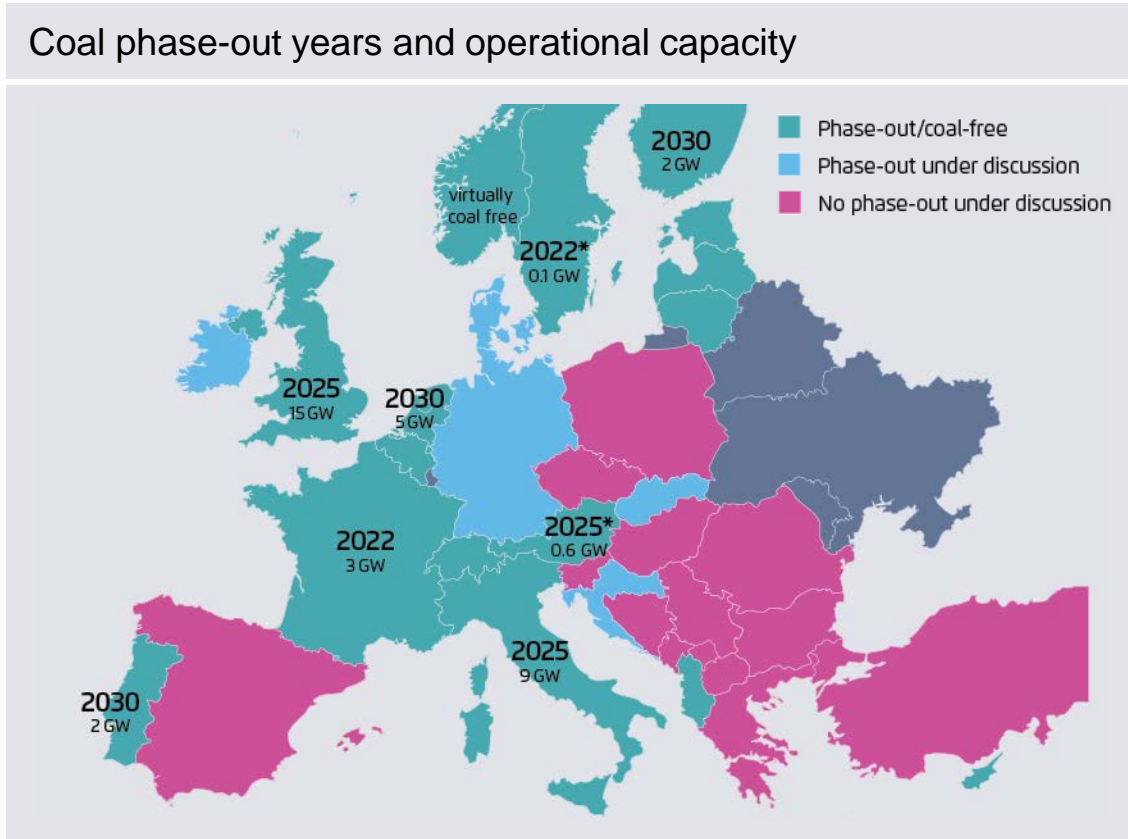 Coal phase-out years and operational capacity
Phase-out/coal-free
Phase-out under discussion
No phase-out under discussion
2030
2 GW
virtually
coal free
2022*
0.1 GW
2025
15 GW
2030
5 GW
2022
3 GW
2025*
0.6 GW
2025
9 GW
2030
2 GW